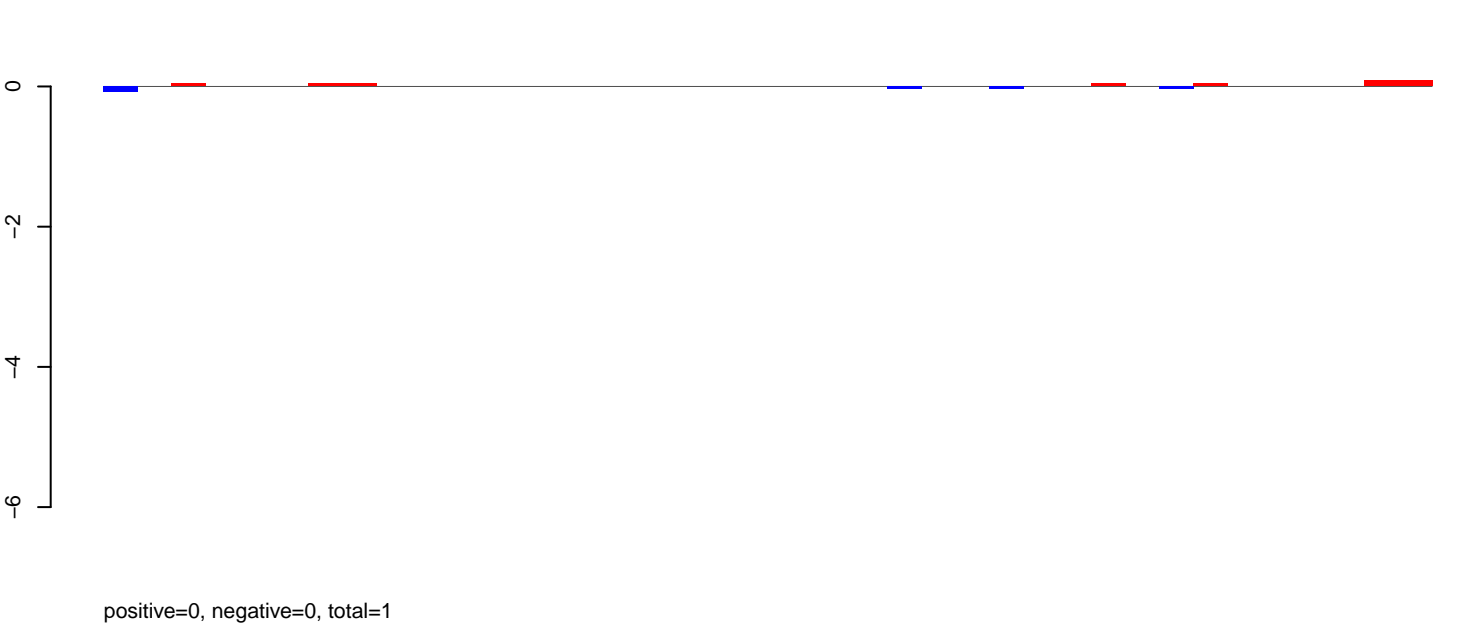 0
−2
−4
−6
positive=0, negative=0, total=1